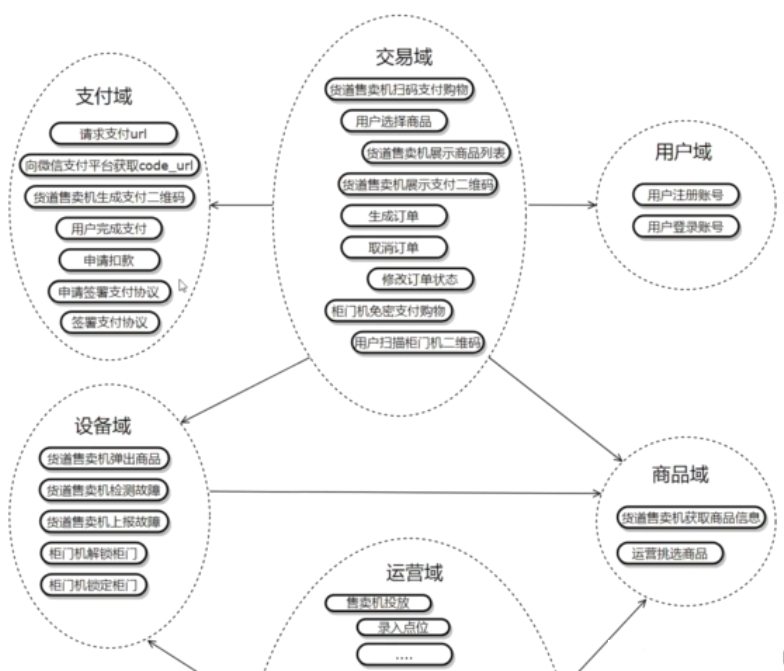 支付域
请求支付url
向微信支付平台获取code_url
货道售卖机生成支付二维码
用户完成支付
申请扣款
申请签署支付协议
签署支付协议
交易域
货道售卖机扫码支付购物
用户选择商品
货道售卖机展示商品列表
货道售卖机展示支付二维码
生成订单
取消订单
修改订单状态
柜门机免密支付购物
用户扫描柜门机二维码
用户域
用户注册账号
用户登录账号
设备域
货道售卖机弹出商品
货道售卖机检测故障
货道售卖机上报故障
柜门机解锁柜门
柜门机锁定柜门
商品域
货道售卖机获取商品信息
运营挑选商品
运营域
售卖机投放
录入点位
....